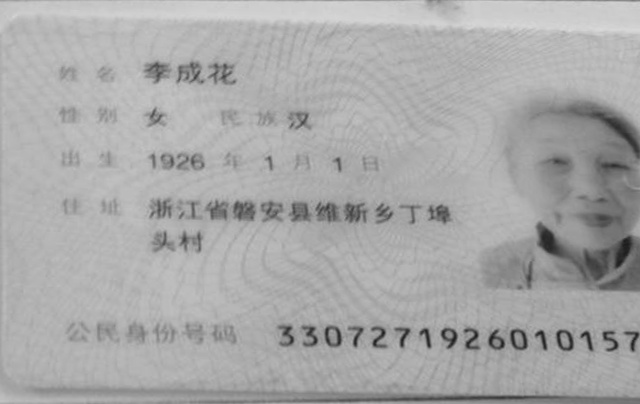 姓名 李成花
性别 女 民族 汉
出生 1926 年 1 月 1 日
住址 浙江省磐安县维新乡丁埠
头村
公民身份号码 3307271926010157